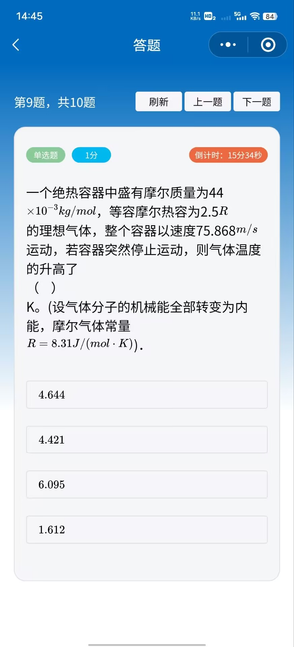 14:45
11.1 KB/s HD 2 5G 84
答题
第9题，共10题
刷新
上一题
下一题
单选题
1分
倒计时：15分34秒
一个绝热容器中盛有摩尔质量为44
×10⁻³kg/mol，等容摩尔热容为2.5R
的理想气体，整个容器以速度75.868m/s
运动，若容器突然停止运动，则气体温度
的升高了
（ ）
K。(设气体分子的机械能全部转变为内
能，摩尔气体常量
R = 8.31J/(mol · K)).
4.644
4.421
6.095
1.612